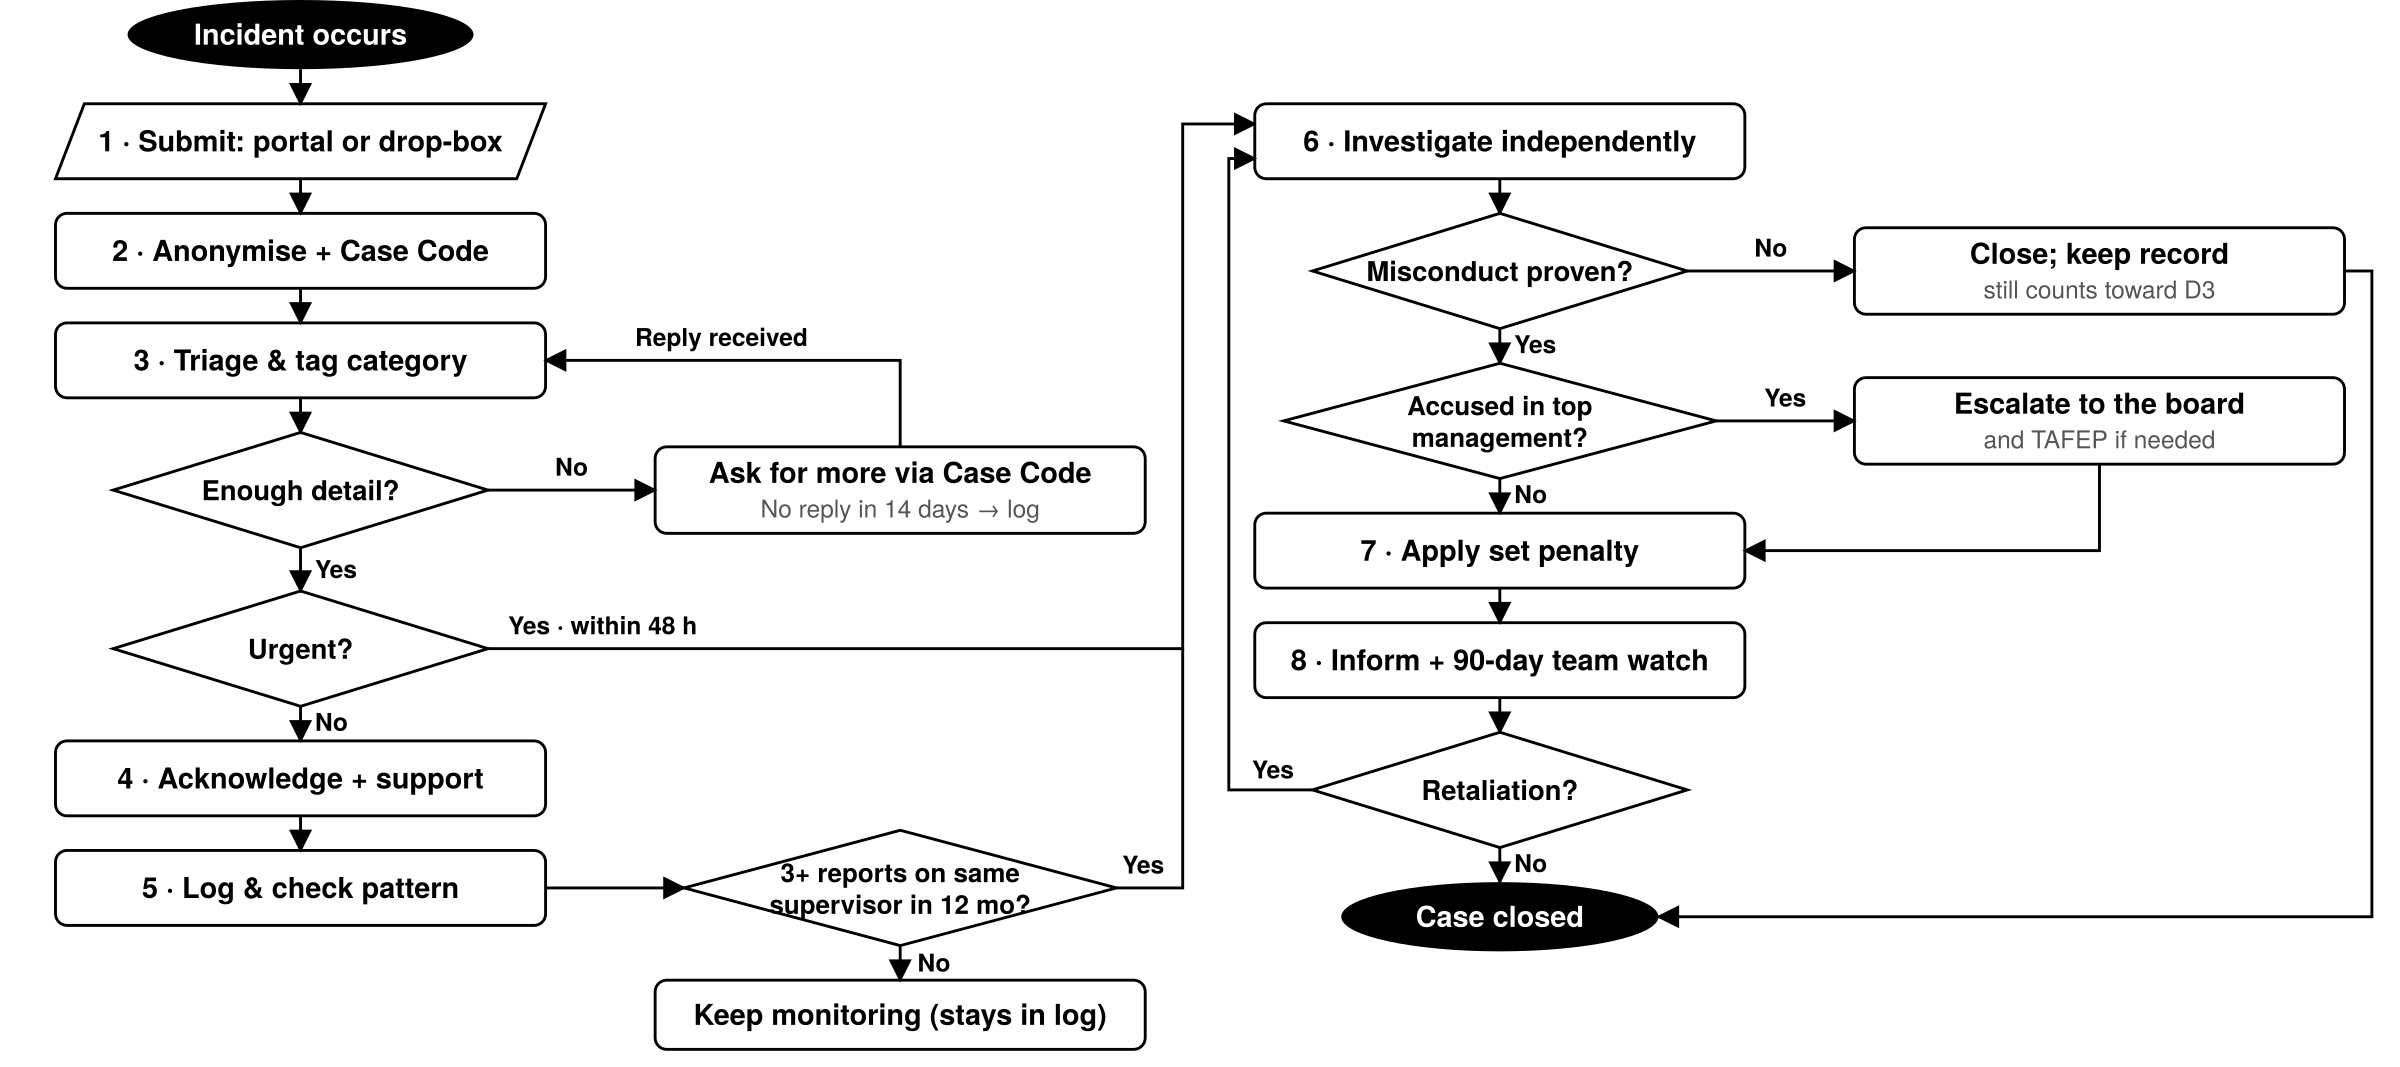 Incident occurs
1 · Submit: portal or drop-box
2 · Anonymise + Case Code
3 · Triage & tag category
Reply received
Enough detail?
No
Ask for more via Case Code
No reply in 14 days → log
Yes
Urgent?
Yes · within 48 h
No
4 · Acknowledge + support
5 · Log & check pattern
3+ reports on same
supervisor in 12 mo?
Yes
No
Keep monitoring (stays in log)
6 · Investigate independently
Misconduct proven?
No
Close; keep record
still counts toward D3
Yes
Accused in top
management?
Yes
Escalate to the board
and TAFEP if needed
No
7 · Apply set penalty
8 · Inform + 90-day team watch
Retaliation?
Yes
No
Case closed